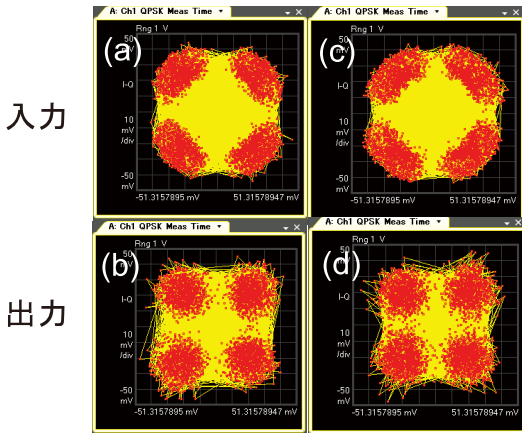 A: Ch1 QPSK Meas Time
Rng 1 V
(a)
50
mV
I-Q
10
mV
/div
-50
mV
-51.3157895 mV
51.31578947 mV
A: Ch1 QPSK Meas Time
Rng 1 V
(c)
50
mV
I-Q
10
mV
/div
-50
mV
-51.3157895 mV
51.31578947 mV
入力
A: Ch1 QPSK Meas Time
Rng 1 V
(b)
50
mV
I-Q
10
mV
/div
-50
mV
-51.3157895 mV
51.31578947 mV
A: Ch1 QPSK Meas Time
Rng 1 V
(d)
50
mV
I-Q
10
mV
/div
-50
mV
-51.3157895 mV
51.31578947 mV
出力